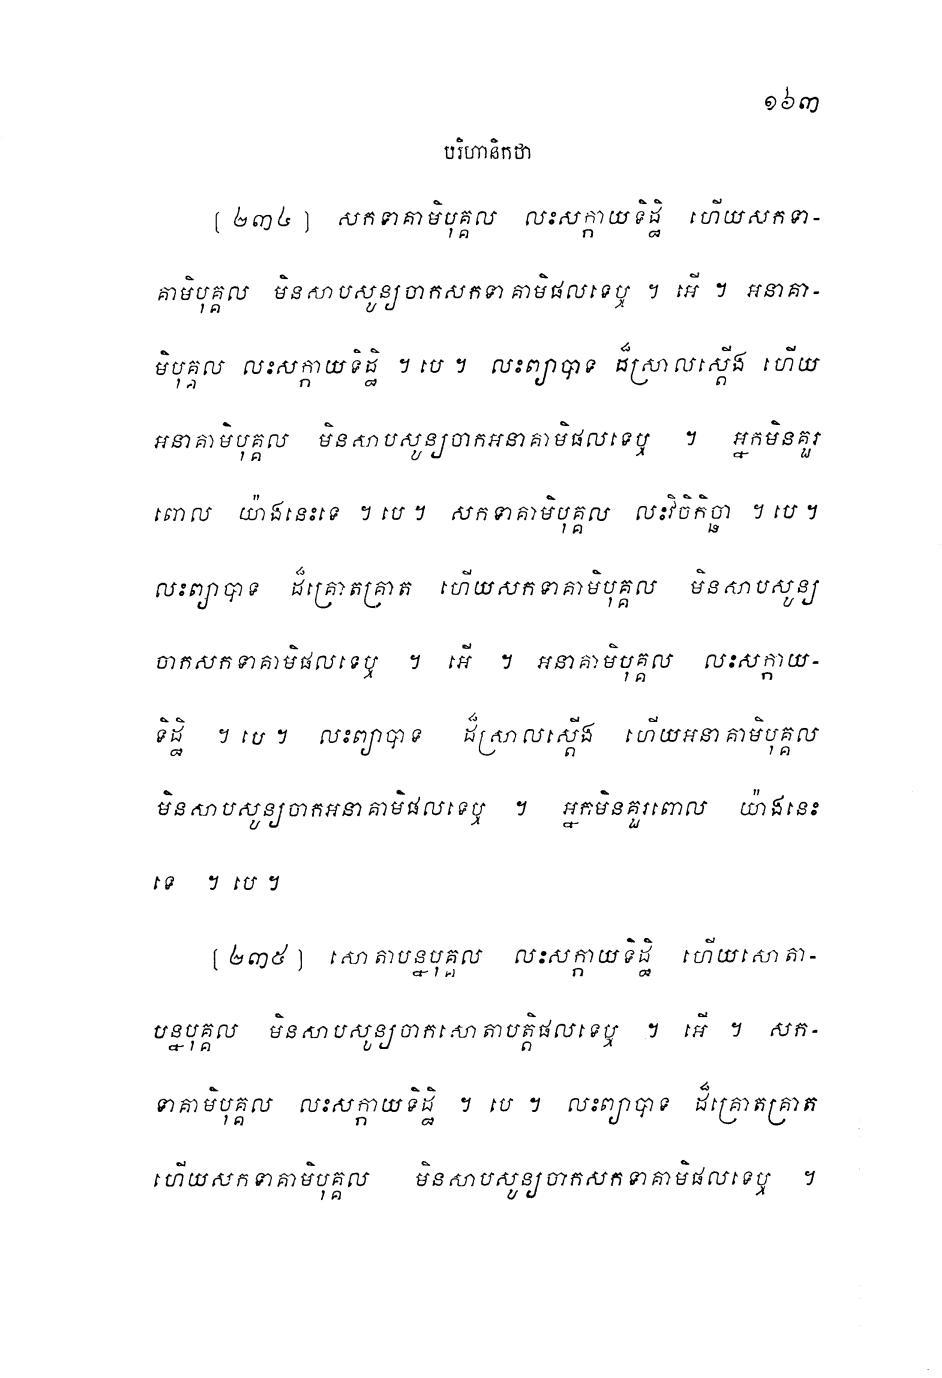 ១៦៣
បរិហានិកថា
[ ២៣៤ ] សកទាគាមិបុគ្គល លះសក្កាយទិដ្ឋិ ហើយសកទា-
គាមិបុគ្គល មិនសាបសូន្យចាកសកទាគាមិផលទេឬ ។ អើ ។ អនាគា-
មិបុគ្គល លះសក្កាយទិដ្ឋិ ។ បេ ។ លះព្យាបាទ ដ៏ស្រាលស្តើង ហើយ
អនាគាមិបុគ្គល មិនសាបសូន្យចាកអនាគាមិផលទេឬ ។ អ្នកមិនគួរ
ពោល យ៉ាងនេះទេ ។ បេ ។ សកទាគាមិបុគ្គល លះវិចិកិច្ឆា ។ បេ ។
លះព្យាបាទ ដ៏គ្រោតគ្រាត ហើយសកទាគាមិបុគ្គល មិនសាបសូន្យ
ចាកសកទាគាមិផលទេឬ ។ អើ ។ អនាគាមិបុគ្គល លះសក្កាយ-
ទិដ្ឋិ ។ បេ ។ លះព្យាបាទ ដ៏ស្រាលស្តើង ហើយអនាគាមិបុគ្គល
មិនសាបសូន្យចាកអនាគាមិផលទេឬ ។ អ្នកមិនគួរពោល យ៉ាងនេះ
ទេ ។ បេ ។
[ ២៣៥ ] សោតាបន្នបុគ្គល លះសក្កាយទិដ្ឋិ ហើយសោតា-
បន្នបុគ្គល មិនសាបសូន្យចាកសោតាបត្តិផលទេឬ ។ អើ ។ សក-
ទាគាមិបុគ្គល លះសក្កាយទិដ្ឋិ ។ បេ ។ លះព្យាបាទ ដ៏គ្រោតគ្រាត
ហើយសកទាគាមិបុគ្គល មិនសាបសូន្យចាកសកទាគាមិផលទេឬ ។